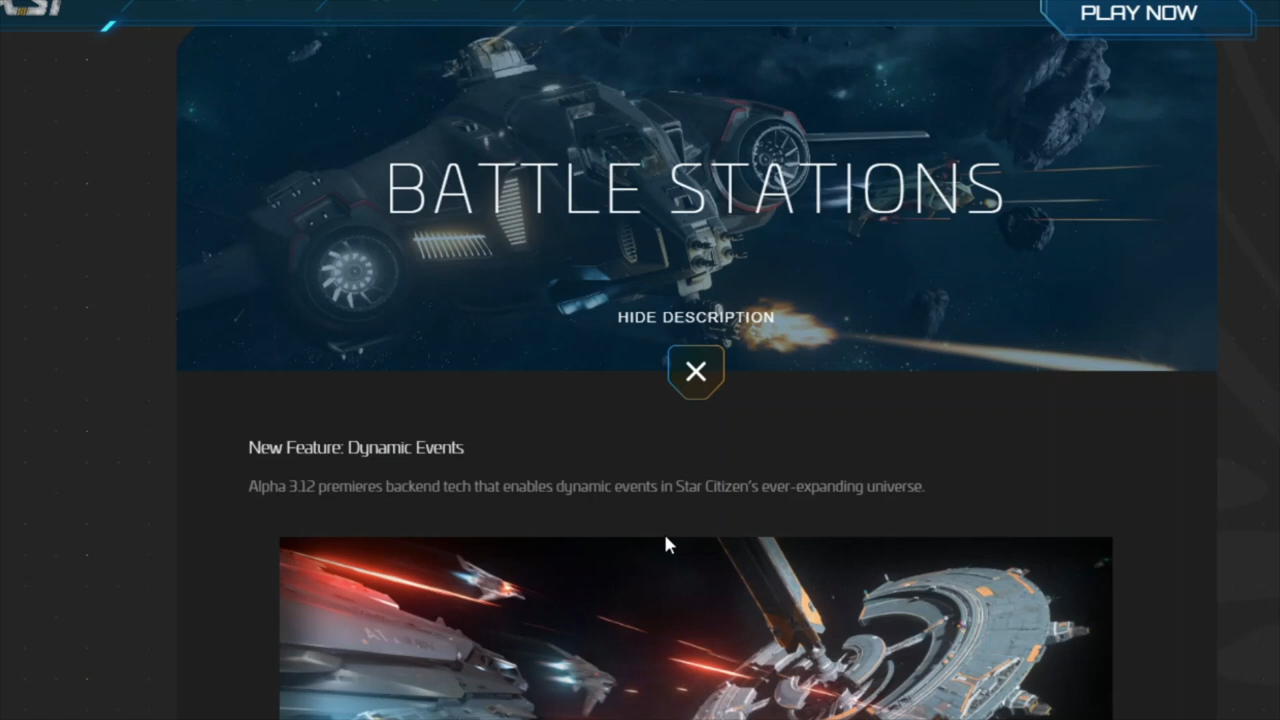 PLAY NOW
BATTLE STATIONS
HIDE DESCRIPTION
New Feature: Dynamic Events
Alpha 3.12 premieres backend tech that enables dynamic events in Star Citizen's ever-expanding universe.